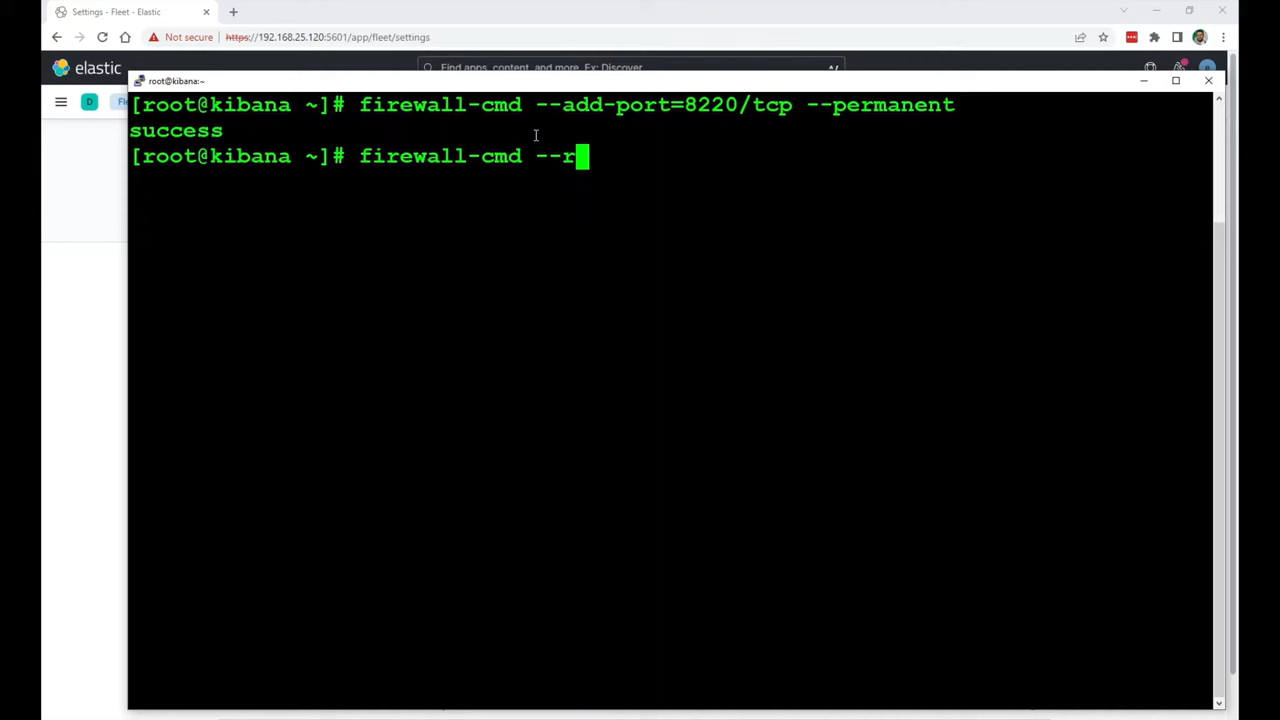 Settings - Fleet - Elastic
Not secure
https://192.168.25.120:5601/app/fleet/settings
elastic
Find apps, content, and more. Ex: Discover
e
D
Fle
root@kibana:~
[root@kibana ~]# firewall-cmd --add-port=8220/tcp --permanent
success
[root@kibana ~]# firewall-cmd --r